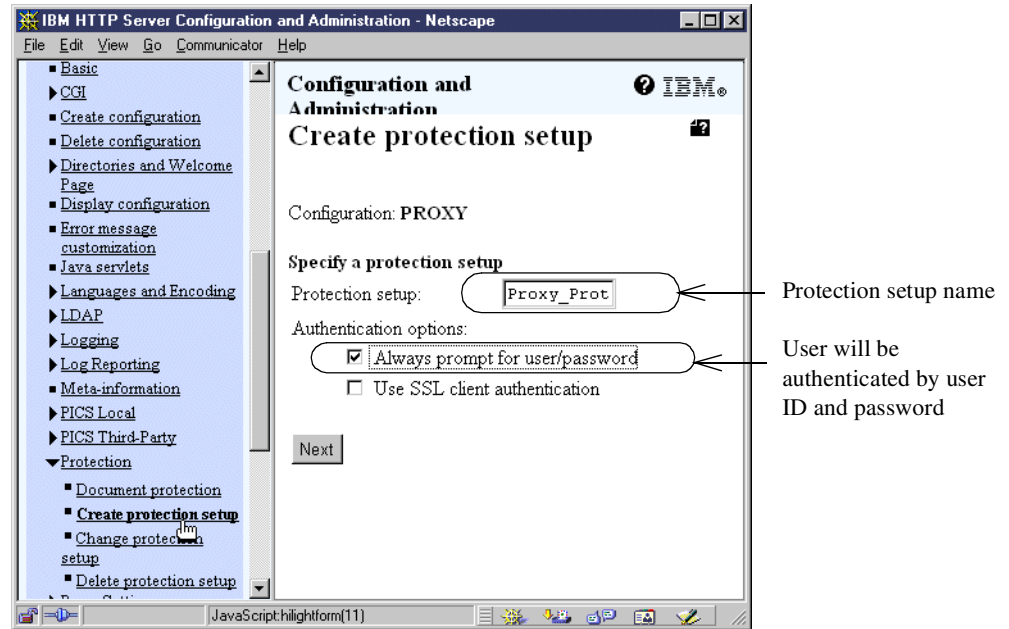 IBM HTTP Server Configuration and Administration - Netscape
File Edit View Go Communicator Help
Basic
CGI
Create configuration
Delete configuration
Directories and Welcome
Page
Display configuration
Error message
customization
Java servlets
Languages and Encoding
LDAP
Logging
Log Reporting
Meta-information
PICS Local
PICS Third-Party
Protection
Document protection
Create protection setup
Change protection
setup
Delete protection setup
Configuration and
Administration
IBM®
Create protection setup
Configuration: PROXY
Specify a protection setup
Protection setup: Proxy_Prot
Authentication options:
Always prompt for user/password
Use SSL client authentication
Next
JavaScript:hilightform(11)
Protection setup name
User will be
authenticated by user
ID and password